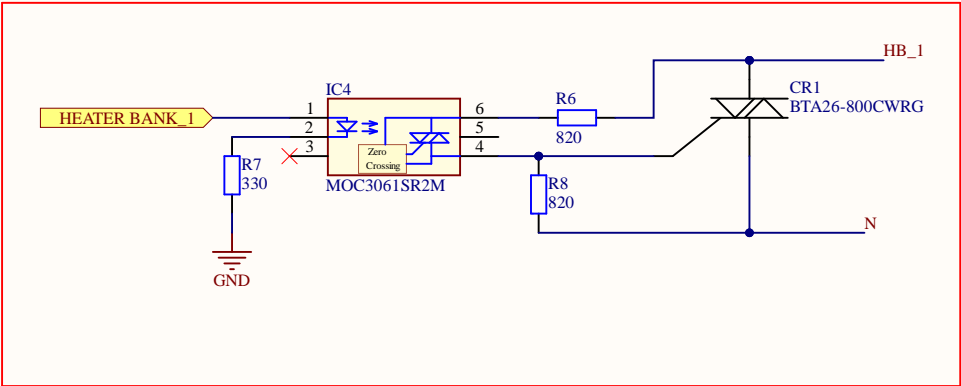 HB_1
IC4
CR1
BTA26-800CWRG
R6
820
HEATER BANK_1
1
2
3
6
5
4
Zero
Crossing
MOC3061SR2M
R7
330
R8
820
N
GND